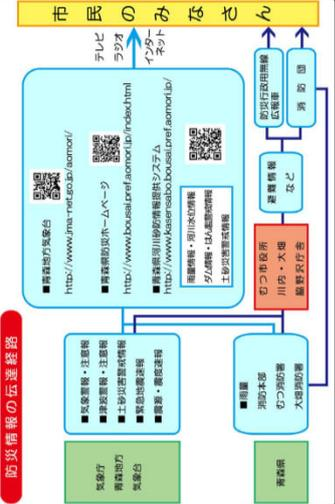 防災情報の伝達経路
気象庁
青森地方
気象台
■気象警報・注意報
■津波警報・注意報
■土砂災害警戒情報
■緊急地震速報
■震源・震度速報
青森県
■雨量
消防本部
むつ消防署
大畑消防署
■青森地方気象台
http://www.jma-net.go.jp/aomori/
■青森県防災ホームページ
http://www.bousai.pref.aomori.jp/index.html
■青森県河川砂防情報提供システム
http://www.kasensabo.bousai.pref.aomori.jp/
雨量情報・河川水位情報
ダム情報・はん濫警戒情報
土砂災害警戒情報
むつ市役所
川内・大畑
脇野沢庁舎
避難情報
など
防災行政用無線
広報車
消防団
テレビ
ラジオ
インター
ネット
市民のみなさん